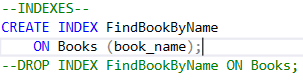 --INDEXES--
CREATE INDEX FindBookByName
ON Books (book_name);
--DROP INDEX FindBookByName ON Books;